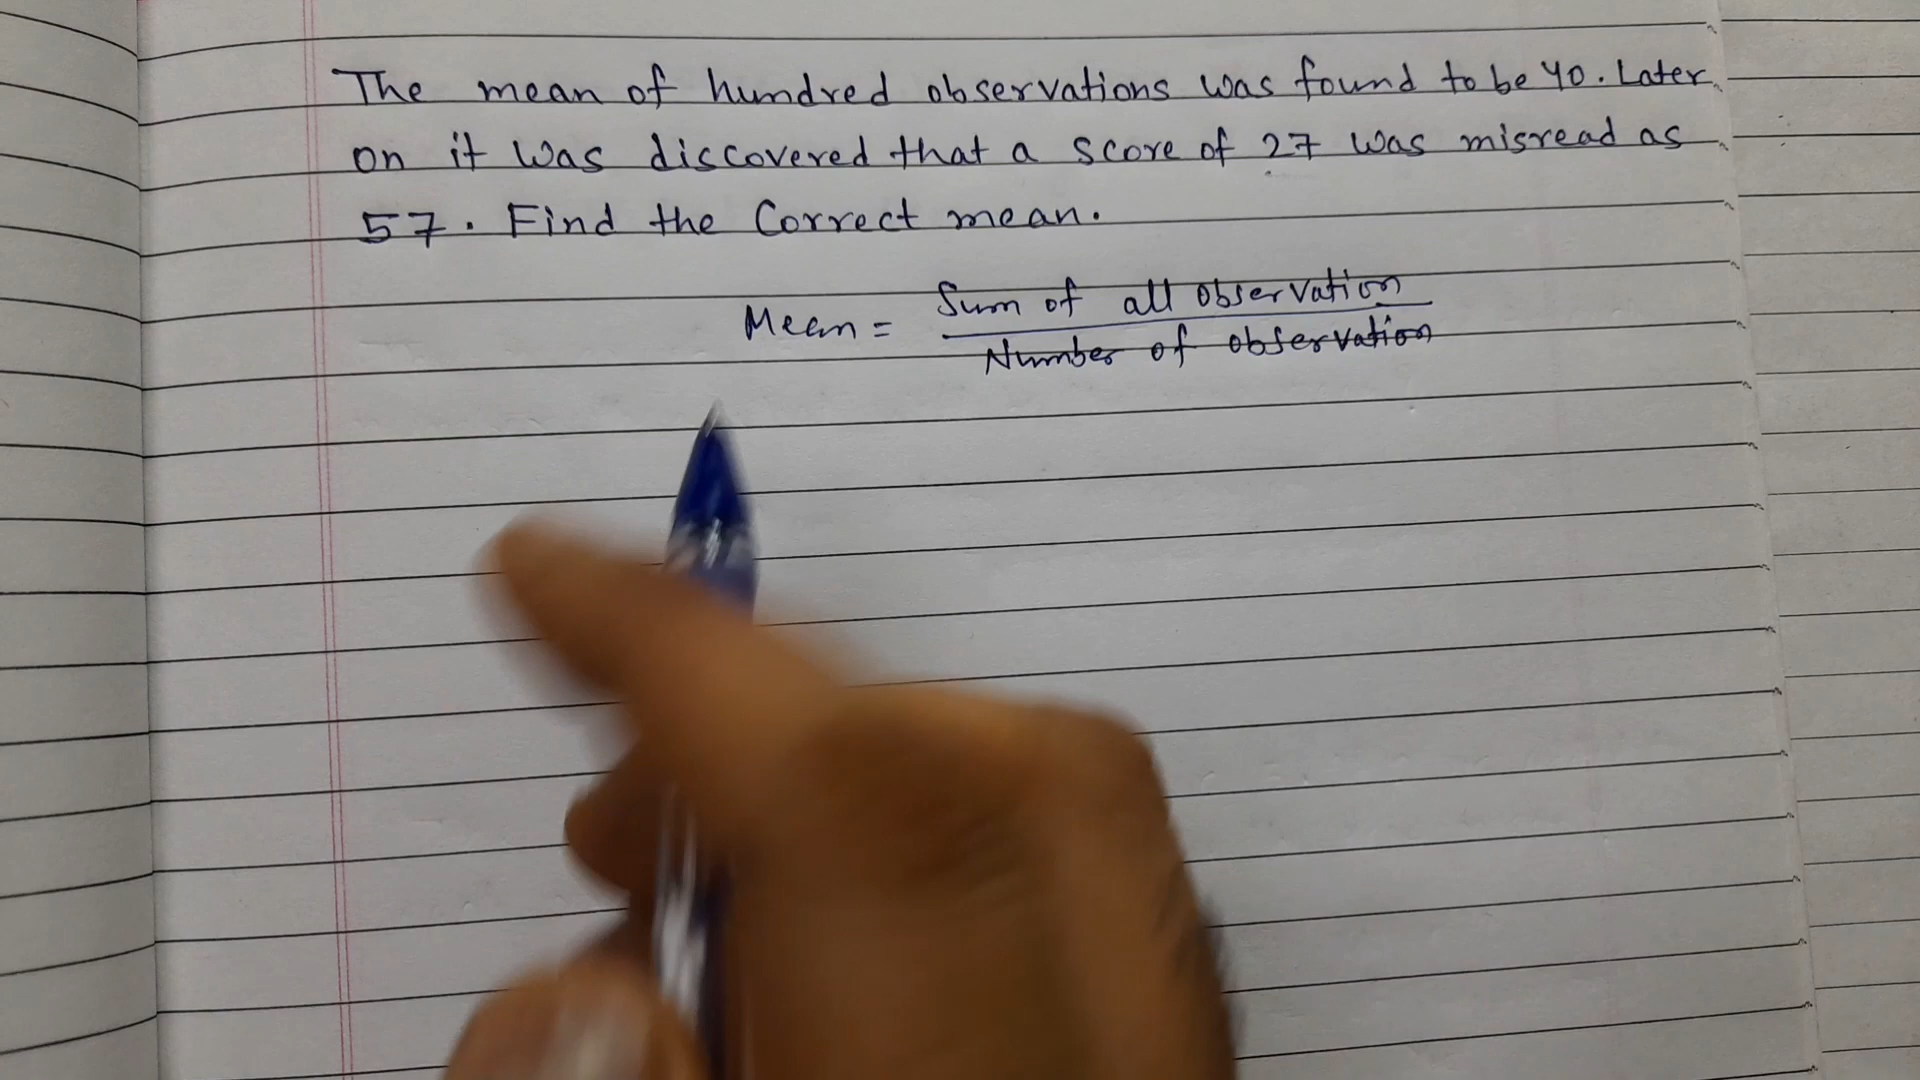 The mean of hundred observations was found to be 40. Later
on it was discovered that a score of 27 was misread as
57. Find the Correct mean.
Mean = Sum of all observation
Number of observation